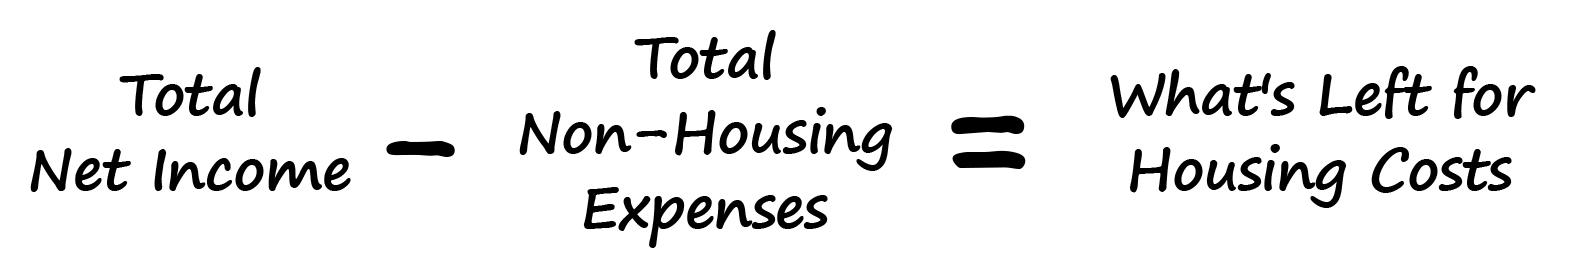 Total
Net Income
–
Total
Non-Housing
Expenses
=
What's Left for
Housing Costs